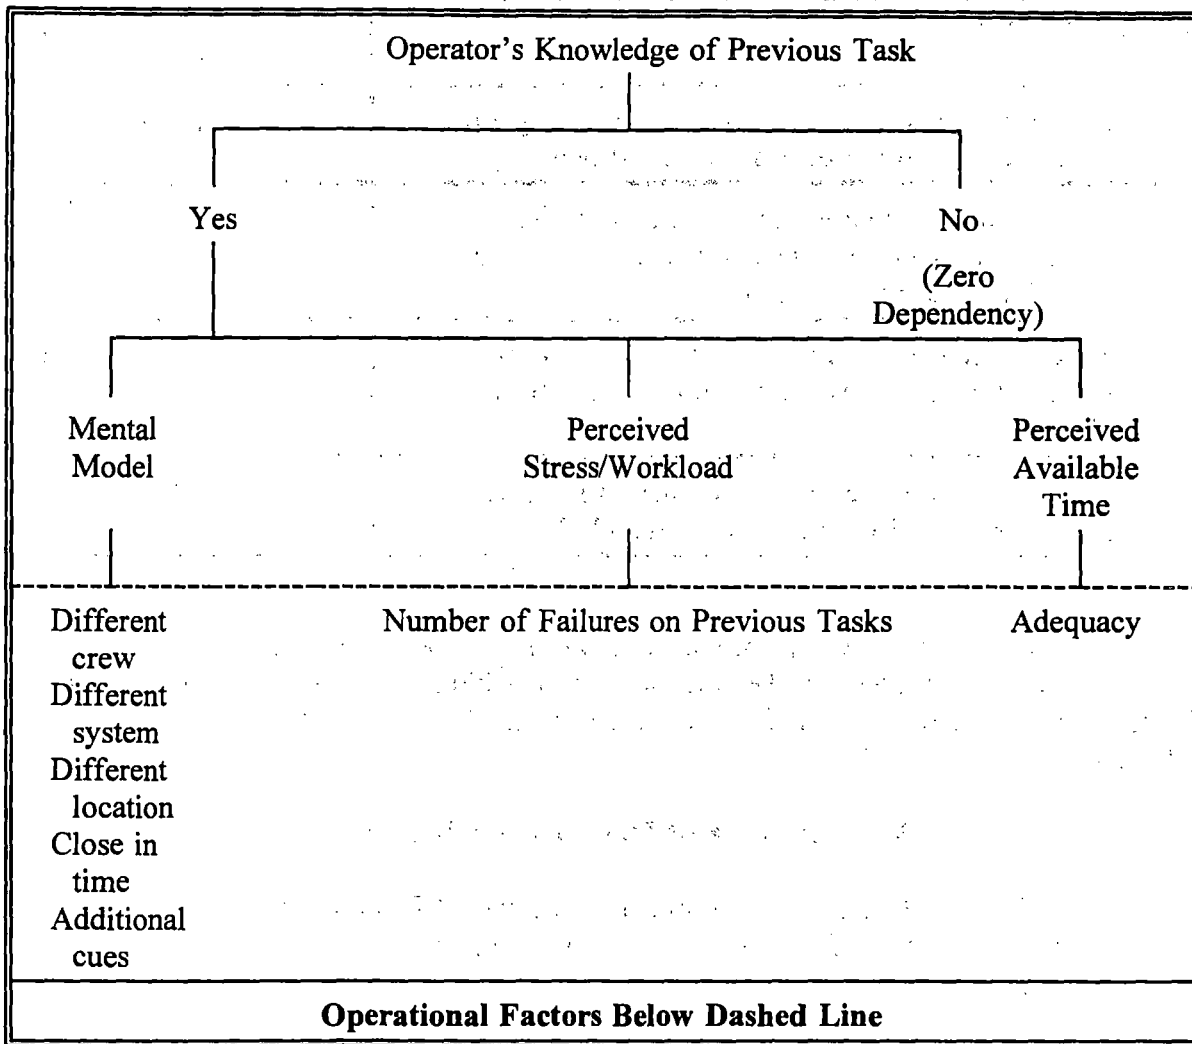 Operator's Knowledge of Previous Task
Yes
No
(Zero
Dependency)
Mental
Model
Perceived
Stress/Workload
Perceived
Available
Time
Different
crew
Different
system
Different
location
Close in
time
Additional
cues
Number of Failures on Previous Tasks
Adequacy
Operational Factors Below Dashed Line